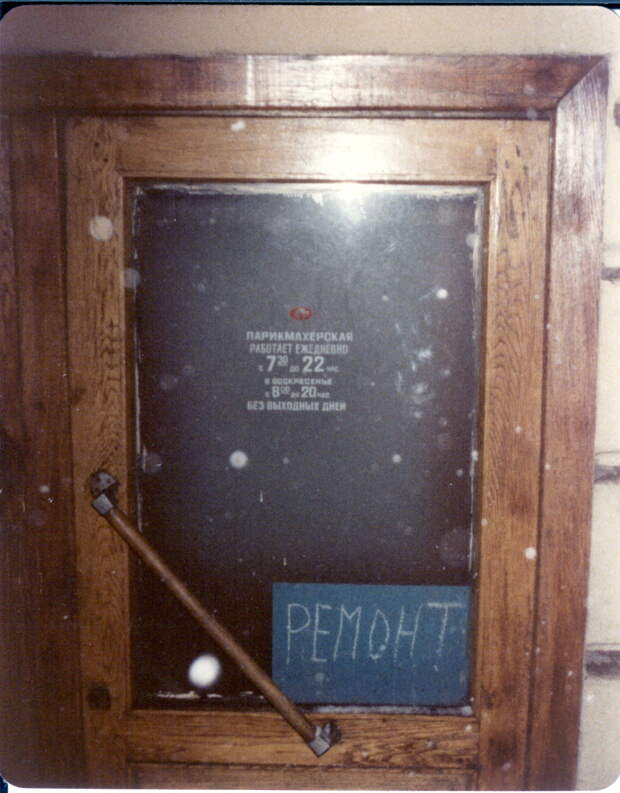 ПАРИКМАХЕРСКАЯ
РАБОТАЕТ ЕЖЕДНЕВНО
с 7³⁰ до 22 час
В ВОСКРЕСЕНЬЕ
с 8⁰⁰ до 20 час
БЕЗ ВЫХОДНЫХ ДНЕЙ
РЕМОНТ